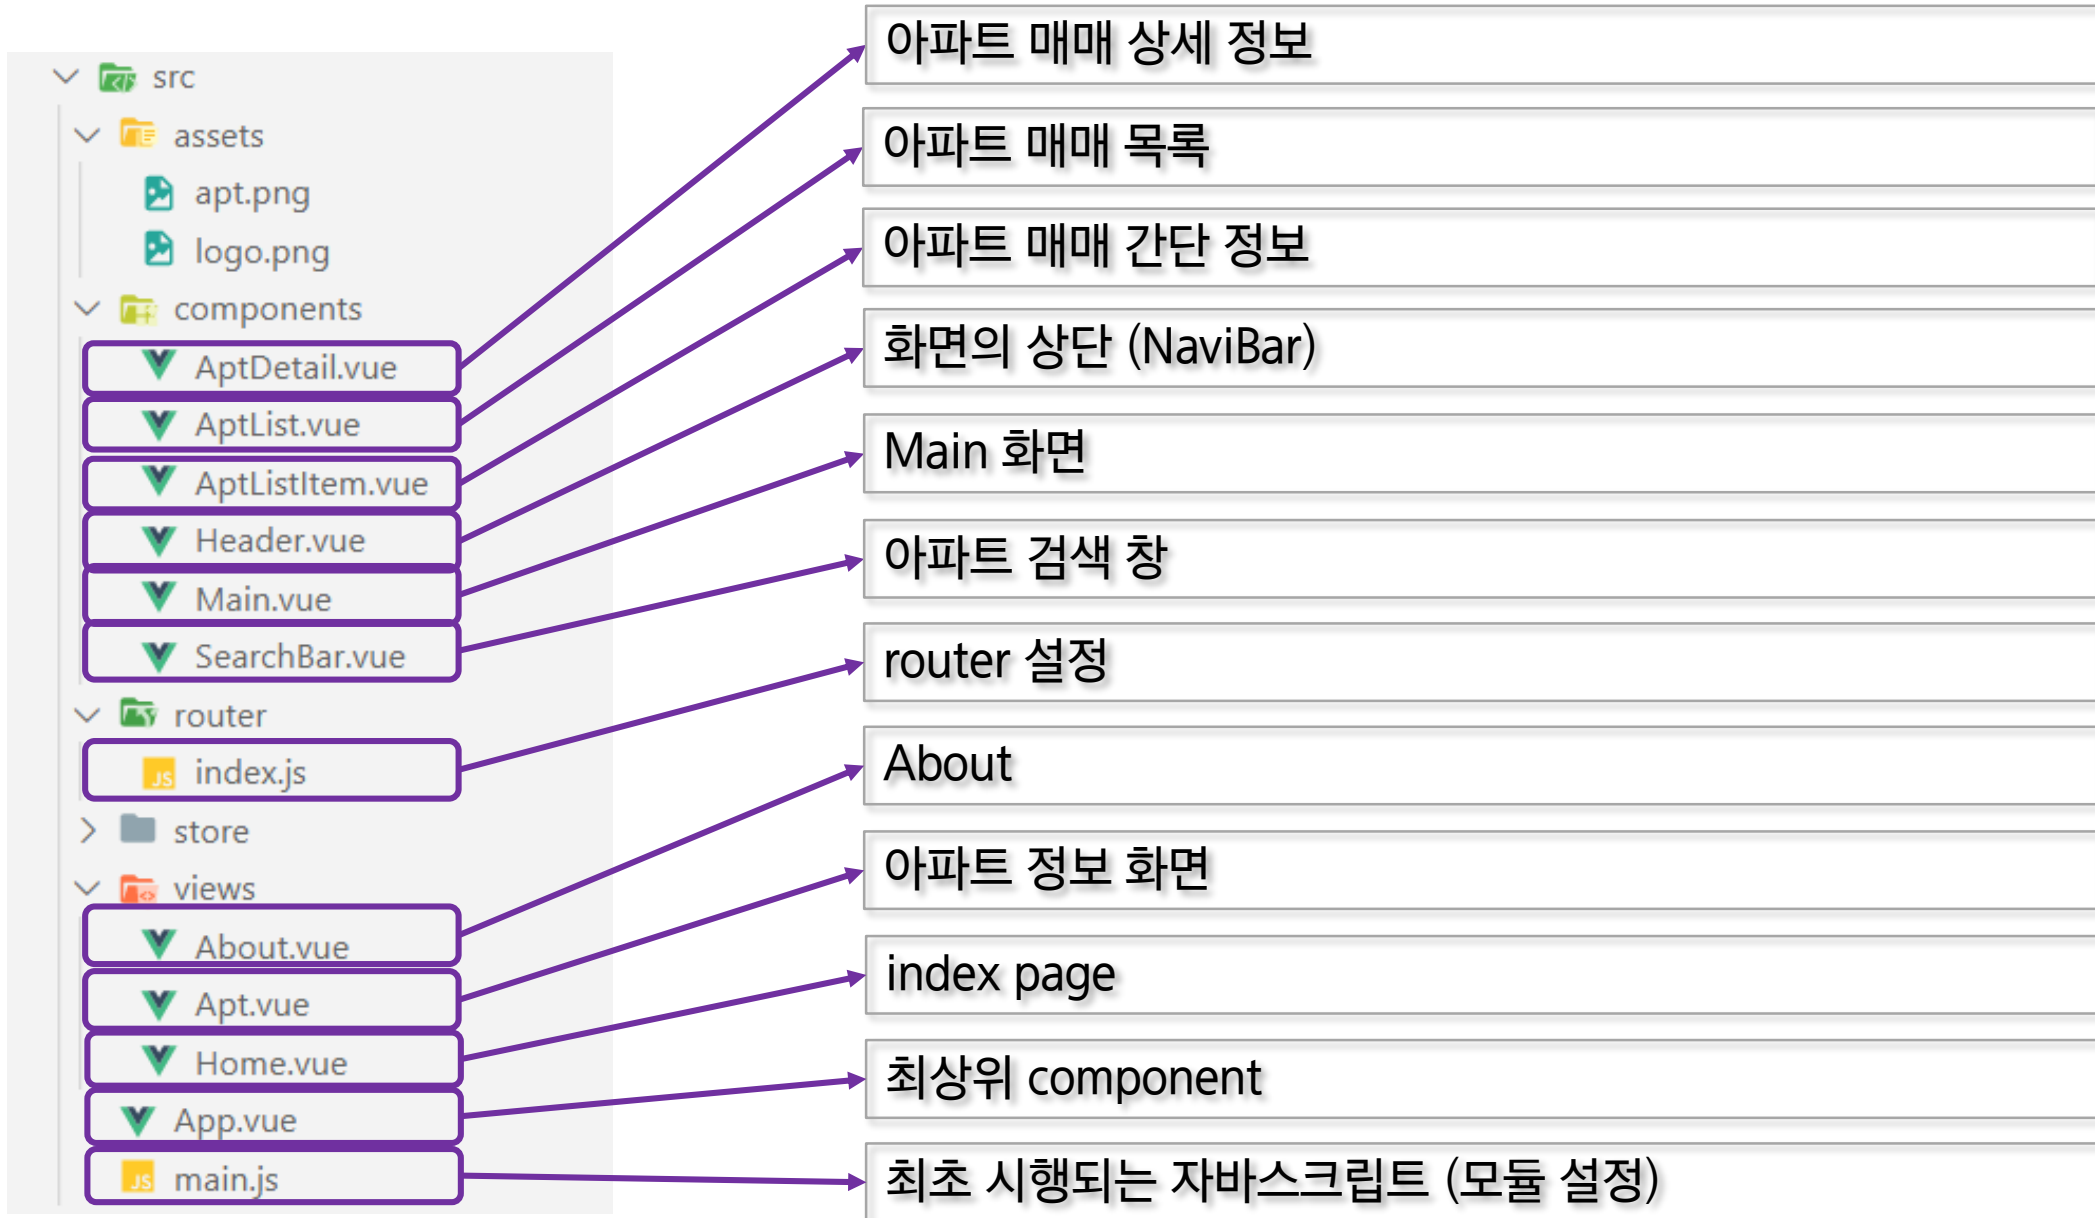 src
assets
apt.png
logo.png
components
AptDetail.vue
AptList.vue
AptListItem.vue
Header.vue
Main.vue
SearchBar.vue
router
JS index.js
store
views
About.vue
Apt.vue
Home.vue
App.vue
JS main.js
아파트 매매 상세 정보
아파트 매매 목록
아파트 매매 간단 정보
화면의 상단 (NaviBar)
Main 화면
아파트 검색 창
router 설정
About
아파트 정보 화면
index page
최상위 component
최초 시행되는 자바스크립트 (모듈 설정)